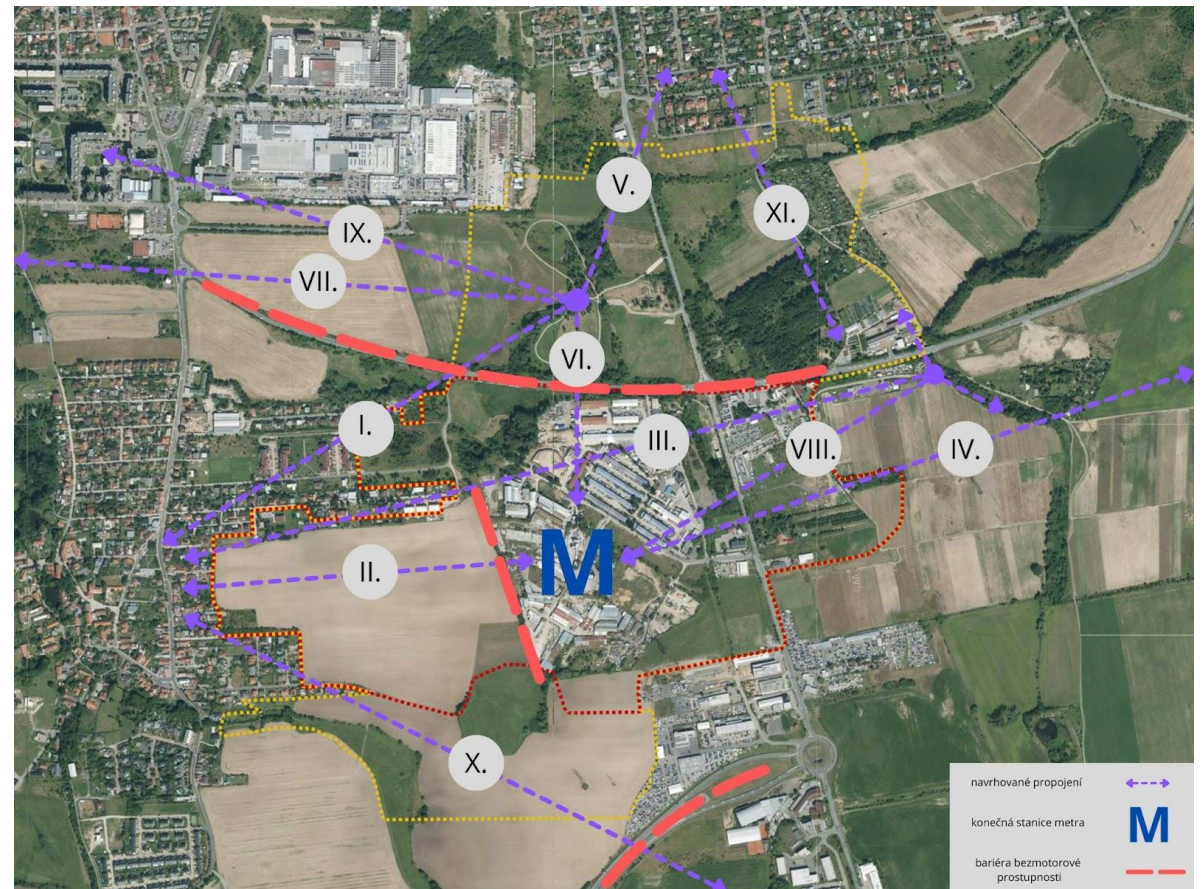 V.
XI.
IX.
VII.
VI.
I.
III.
VIII.
IV.
M
II.
X.
navrhované propojení
konečná stanice metra
M
bariéra bezmotorové
prostupnosti